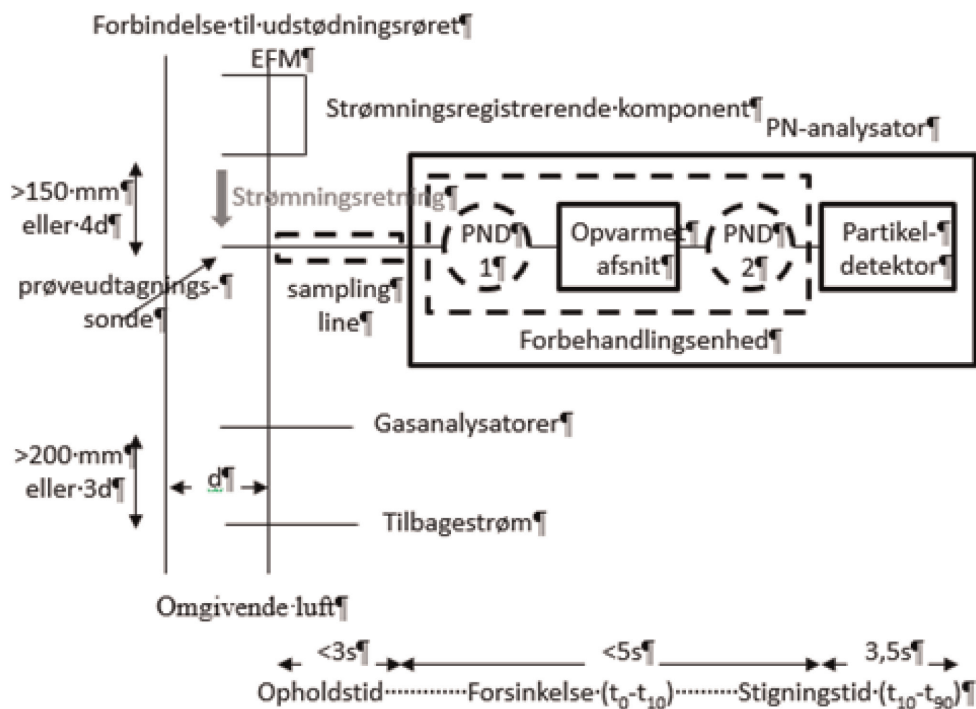 Forbindelse·til·udstødningsrøret¶
EFM¶
Strømningsregistrerende·komponent¶
PN-analysator¶
>150·mm¶
eller·4d¶
Strømningsretning¶
PND¶
1¶
Opvarmet¶
afsnit¶
PND¶
2¶
Partikel-¶
detektor¶
prøveudtagnings-¶
sonde¶
sampling¶
line¶
Forbehandlingsenhed¶
Gasanalysatorer¶
>200·mm¶
eller·3d¶
d¶
Tilbagestrøm¶
Omgivende·luft¶
<3s¶ <5s¶ 3,5s¶
Opholdstid··········Forsinkelse·(t0-t10)··········Stigningstid·(t10-t90)¶